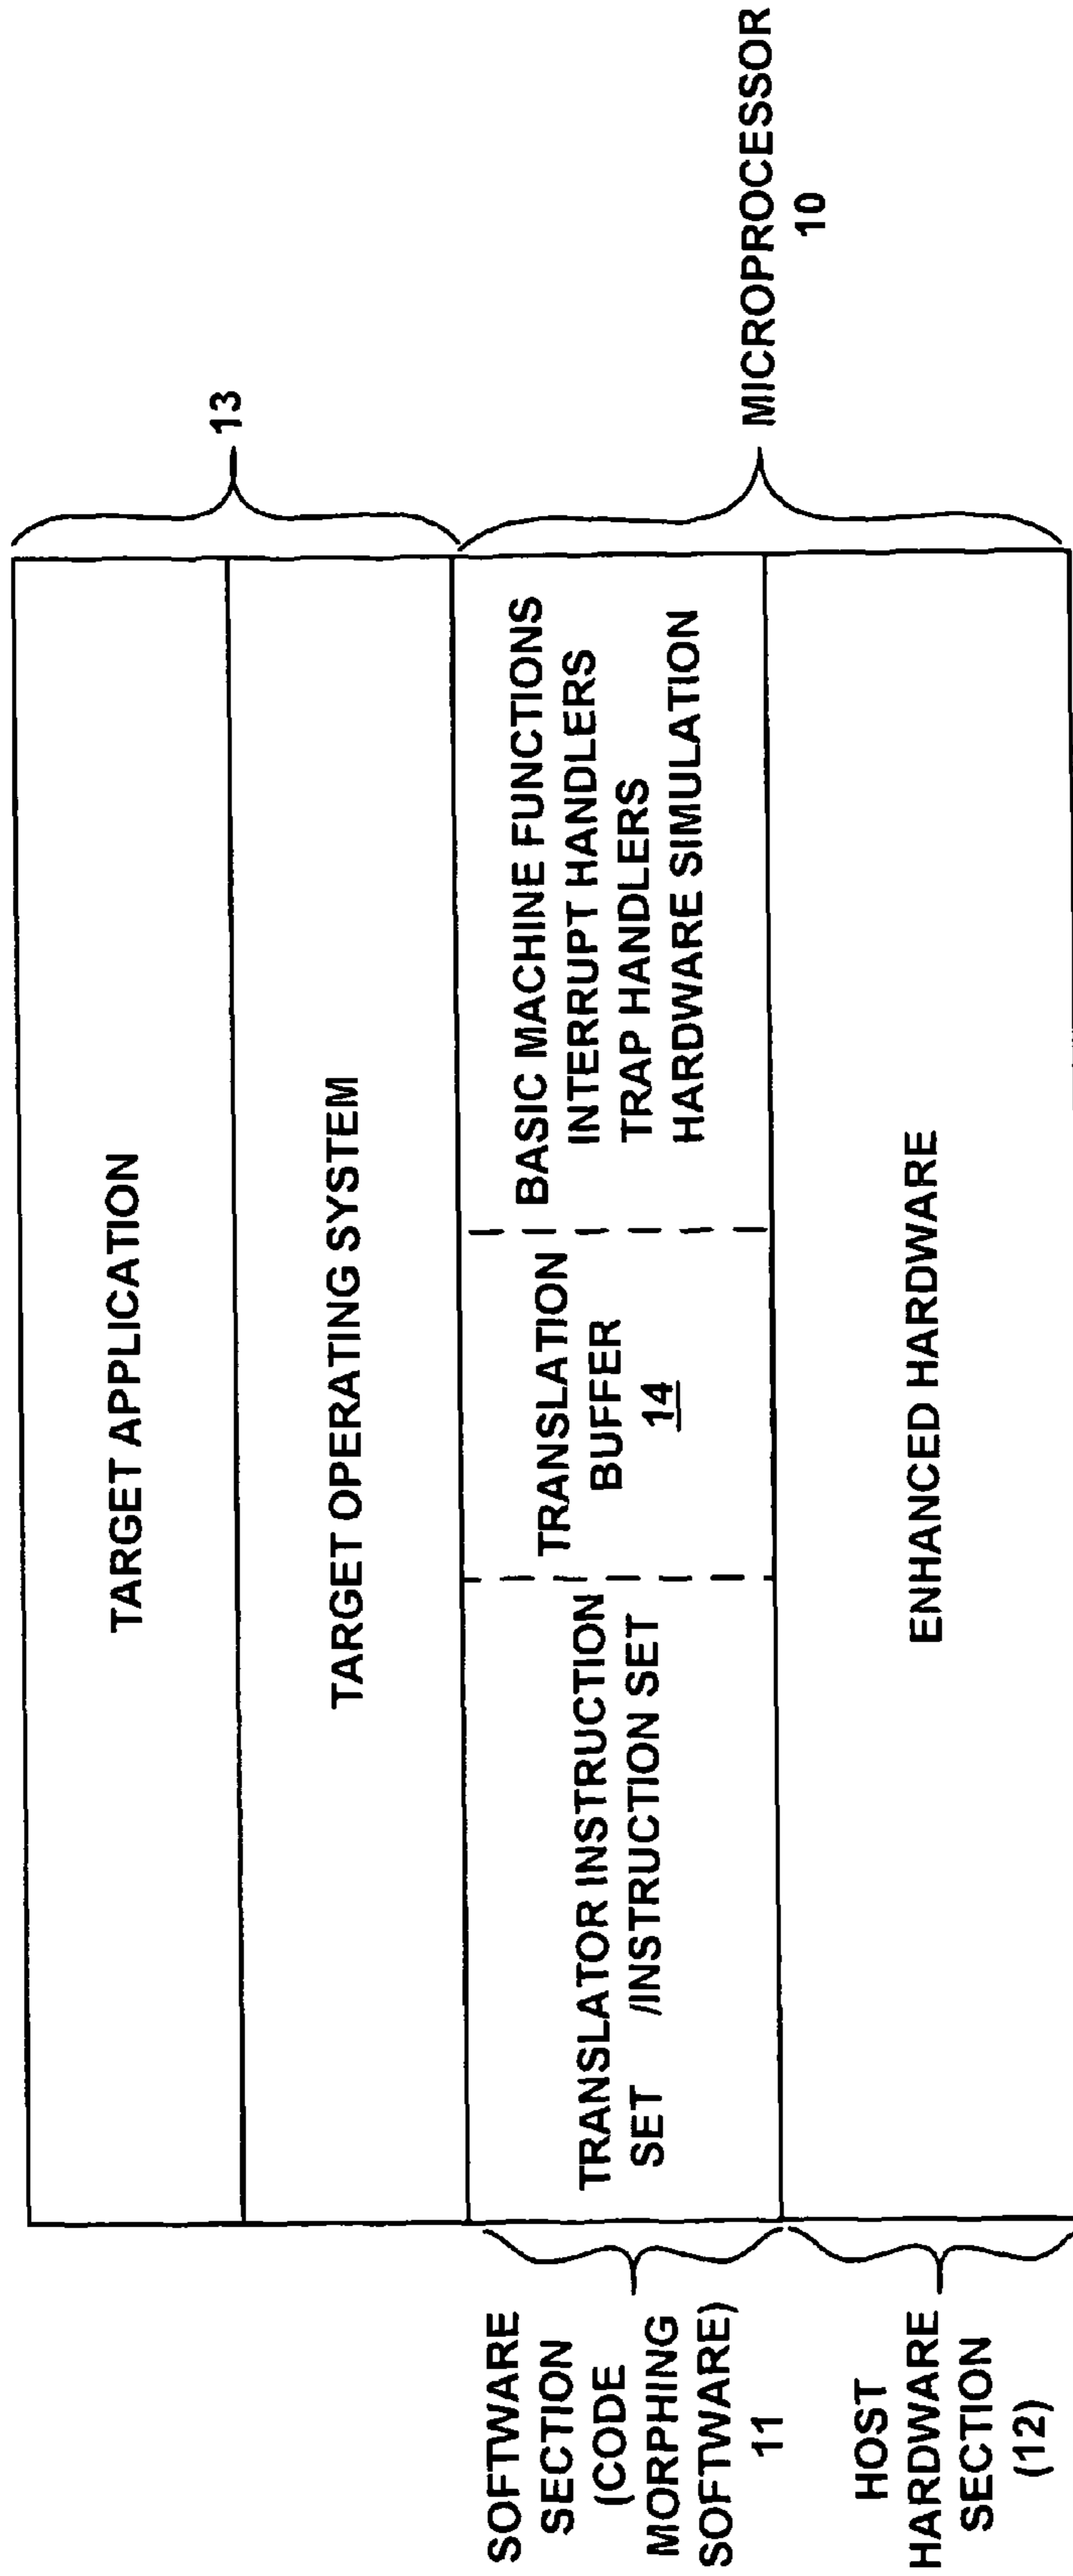 TARGET APPLICATION
TARGET OPERATING SYSTEM
13
SOFTWARE
SECTION
(CODE
MORPHING
SOFTWARE)
11
TRANSLATOR INSTRUCTION
SET /INSTRUCTION SET
TRANSLATION
BUFFER
14
BASIC MACHINE FUNCTIONS
INTERRUPT HANDLERS
TRAP HANDLERS
HARDWARE SIMULATION
MICROPROCESSOR
10
HOST
HARDWARE
SECTION
(12)
ENHANCED HARDWARE